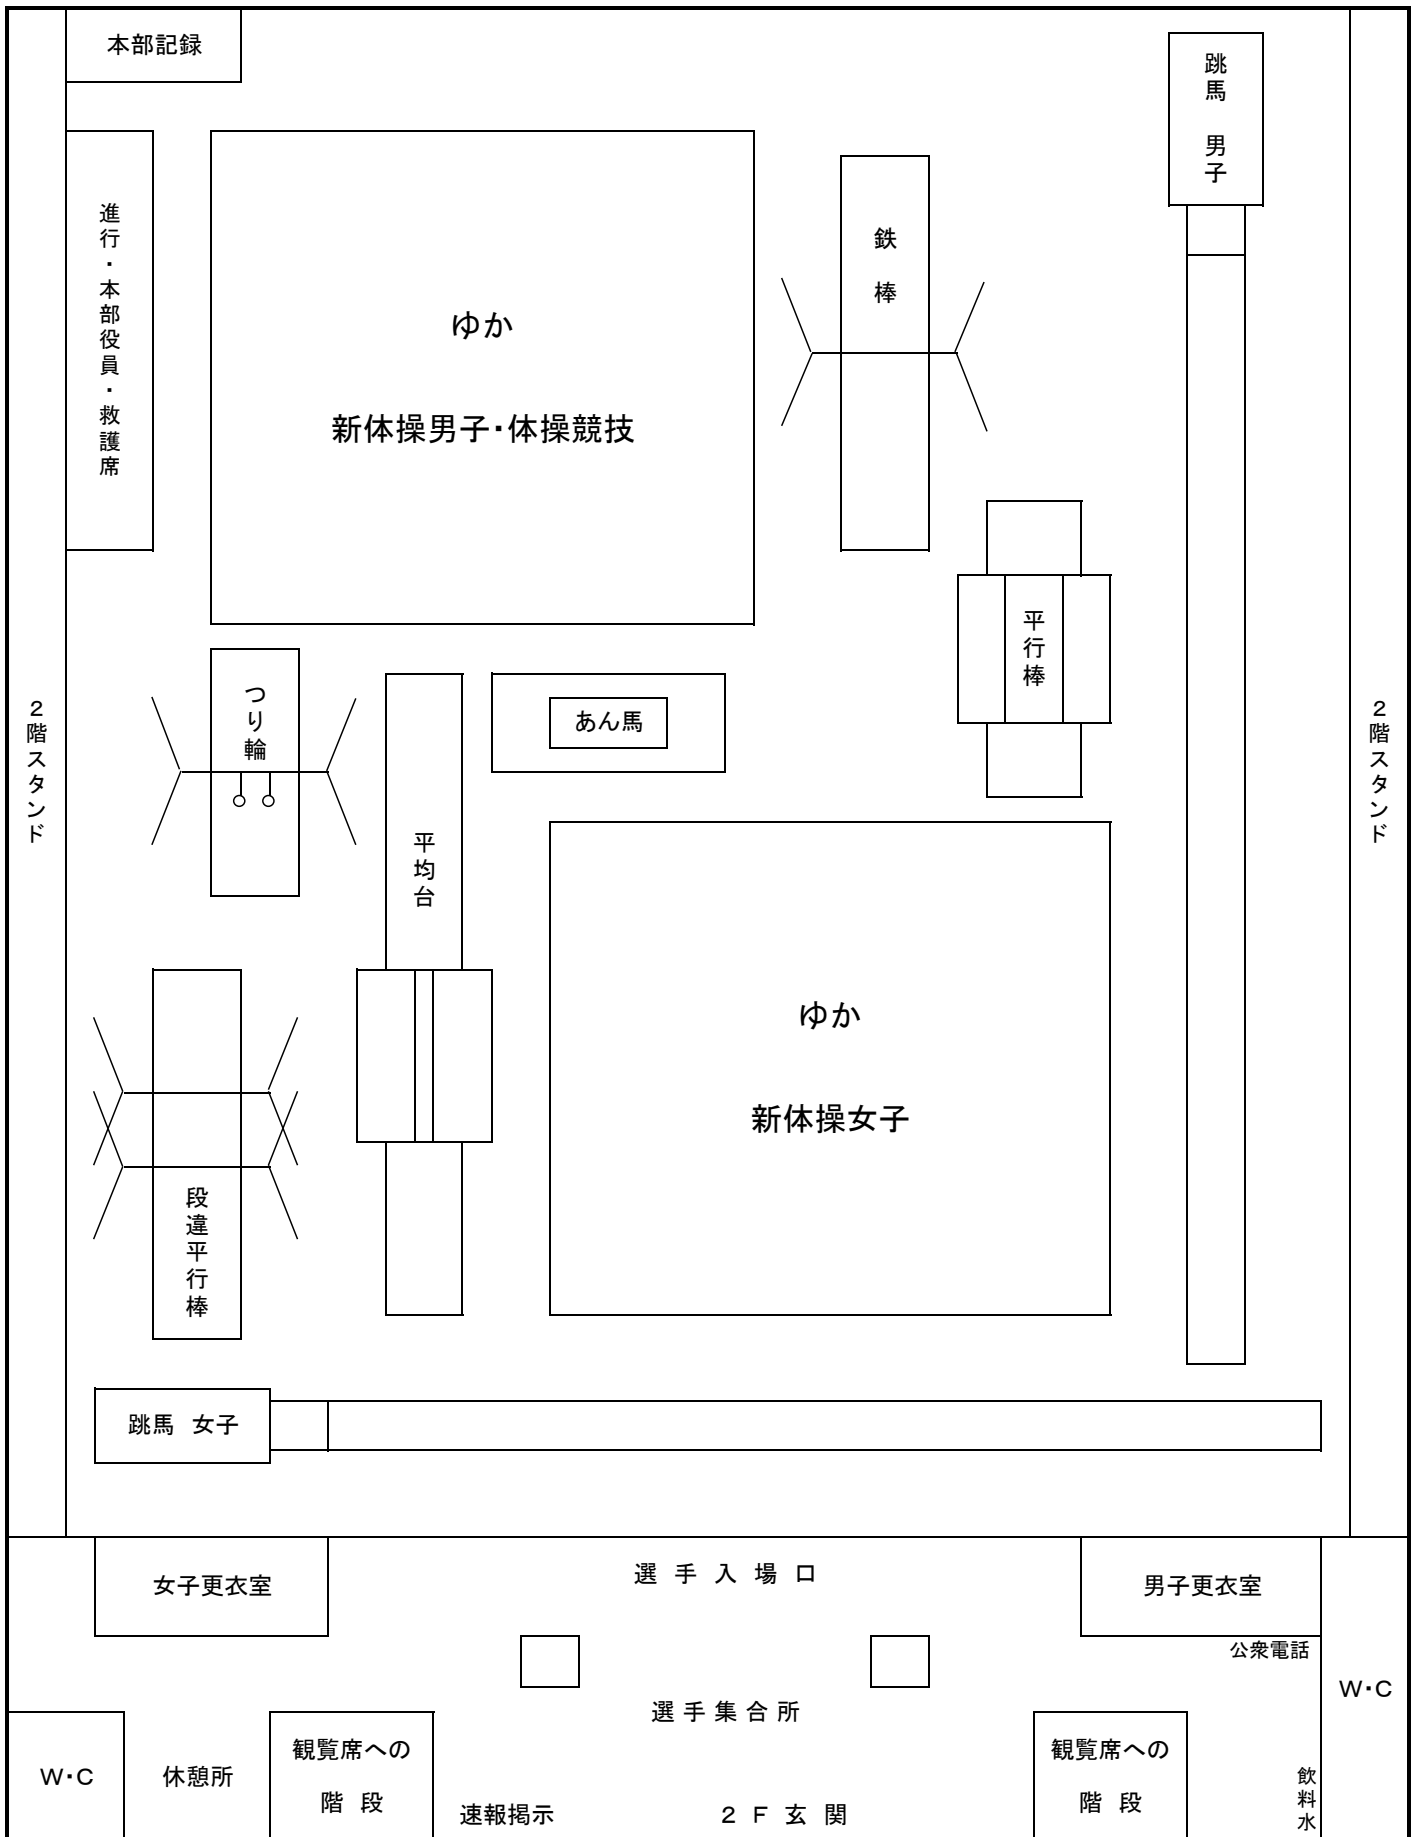 本部記録
跳馬 男子
進行・本部役員・救護席
鉄棒
ゆか
新体操男子・体操競技
平行棒
つり輪
あん馬
2階スタンド
2階スタンド
平均台
ゆか
新体操女子
段違平行棒
跳馬 女子
女子更衣室
選手入場口
男子更衣室
公衆電話
W・C
選手集合所
W・C
休憩所
観覧席への
階段
速報掲示
2F玄関
観覧席への
階段
飲料水